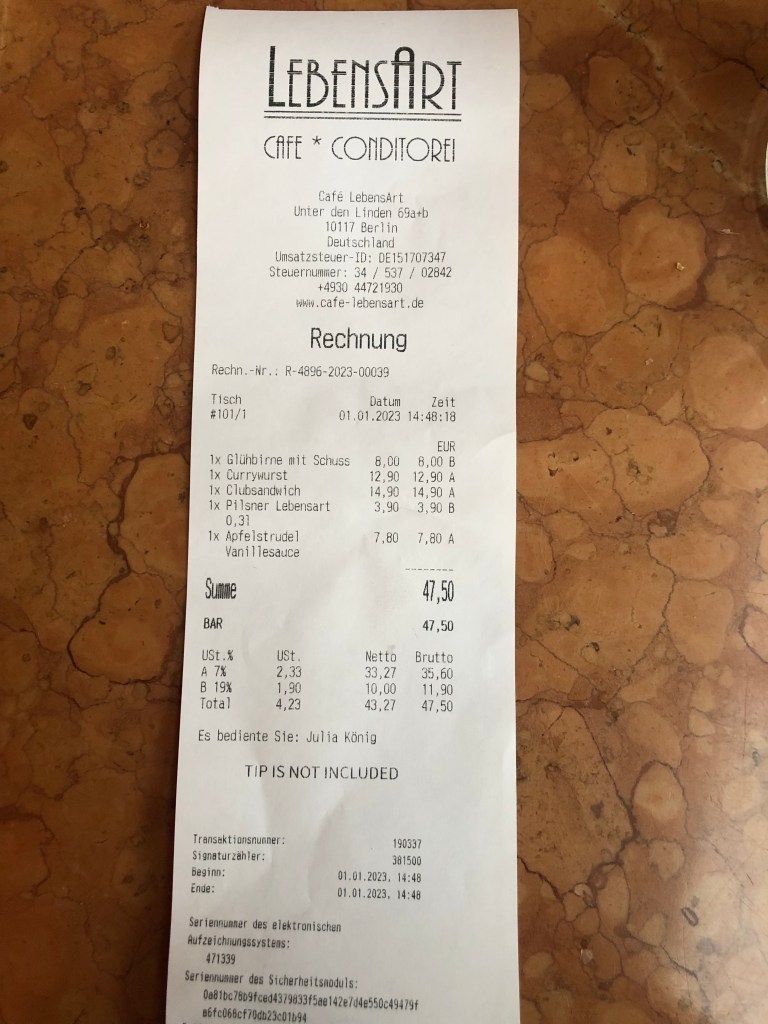 LEBENSART
CAFE * CONDITOREI
Café LebensArt
Unter den Linden 69a+b
10117 Berlin
Deutschland
Umsatzsteuer-ID: DE151707347
Steuernummer: 34 / 537 / 02842
+4930 44721930
www.cafe-lebensart.de
Rechnung
Rechn.-Nr.: R-4896-2023-00039
Tisch Datum Zeit
#101/1 01.01.2023 14:48:18
EUR
1x Glühbirne mit Schuss 8,00 8,00 B
1x Currywurst 12,90 12,90 A
1x Clubsandwich 14,90 14,90 A
1x Pilsner Lebensart 3,90 3,90 B
0,3l
1x Apfelstrudel 7,80 7,80 A
Vanillesauce
--------
Summe 47,50
BAR 47,50
USt.% USt. Netto Brutto
A 7% 2,33 33,27 35,60
B 19% 1,90 10,00 11,90
Total 4,23 43,27 47,50
Es bediente Sie: Julia König
TIP IS NOT INCLUDED
Transaktionsnummer: 190337
Signaturzähler: 381500
Beginn: 01.01.2023, 14:48
Ende: 01.01.2023, 14:48
Seriennummer des elektronischen
Aufzeichnungssystems:
471339
Seriennummer des Sicherheitsmoduls:
0a81bc78b9fced4379833f5ae142e7d4e550c49479f
a6fc068cf70db23c01b94